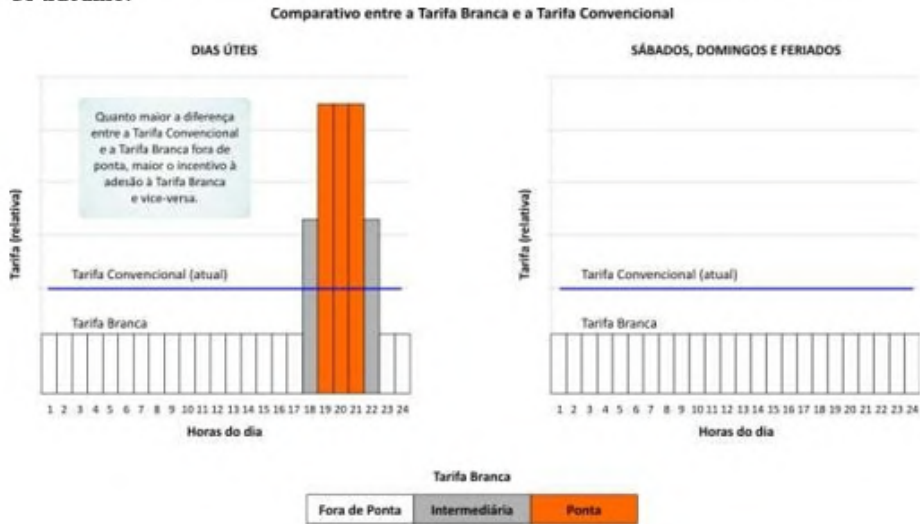 Comparativo entre a Tarifa Branca e a Tarifa Convencional
DIAS ÚTEIS
Quanto maior a diferença
entre a Tarifa Convencional
e a Tarifa Branca fora de
ponta, maior o incentivo à
adesão à Tarifa Branca
e vice-versa.
Tarifa (relativa)
Tarifa Convencional (atual)
Tarifa Branca
1 2 3 4 5 6 7 8 9 10 11 12 13 14 15 16 17 18 19 20 21 22 23 24
Horas do dia
SÁBADOS, DOMINGOS E FERIADOS
Tarifa (relativa)
Tarifa Convencional (atual)
Tarifa Branca
1 2 3 4 5 6 7 8 9 10 11 12 13 14 15 16 17 18 19 20 21 22 23 24
Horas do dia
Tarifa Branca
Fora de Ponta Intermediária Ponta